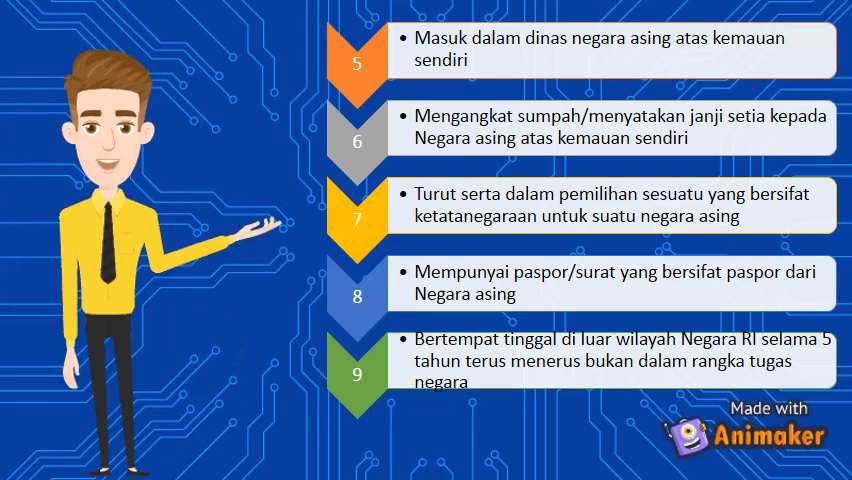 5
• Masuk dalam dinas negara asing atas kemauan
sendiri
6
• Mengangkat sumpah/menyatakan janji setia kepada
Negara asing atas kemauan sendiri
7
• Turut serta dalam pemilihan sesuatu yang bersifat
ketatanegaraan untuk suatu negara asing
8
• Mempunyai paspor/surat yang bersifat paspor dari
Negara asing
9
• Bertempat tinggal di luar wilayah Negara RI selama 5
tahun terus menerus bukan dalam rangka tugas
negara
Made with
Animaker